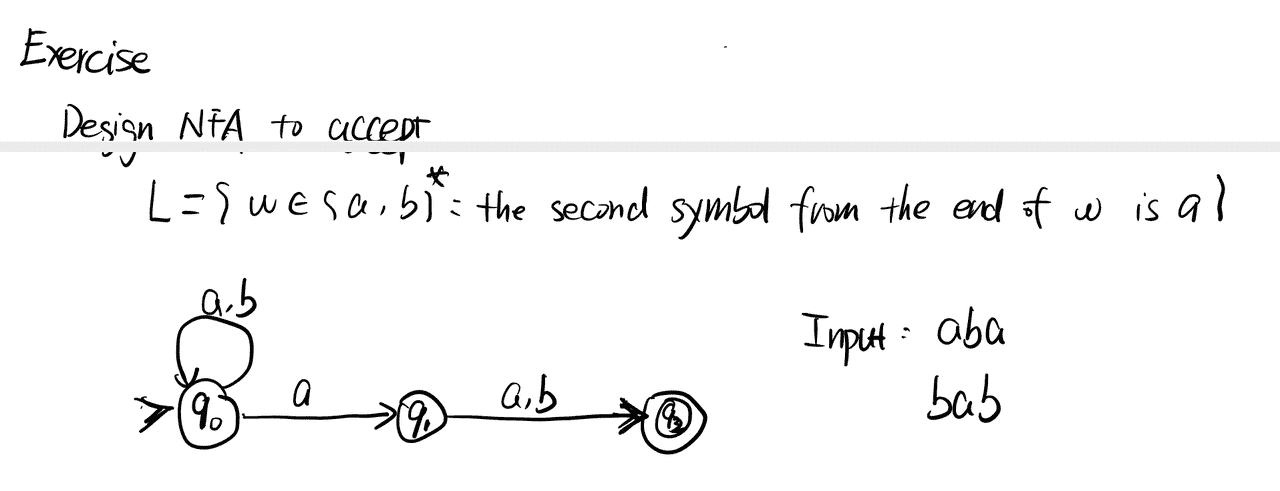 Exercise
Design NFA to accept
L = { w ∈ {a,b}* : the second symbol from the end of w is a }
a,b
q₀
a
q₁
a,b
q₂
Input : aba
bab